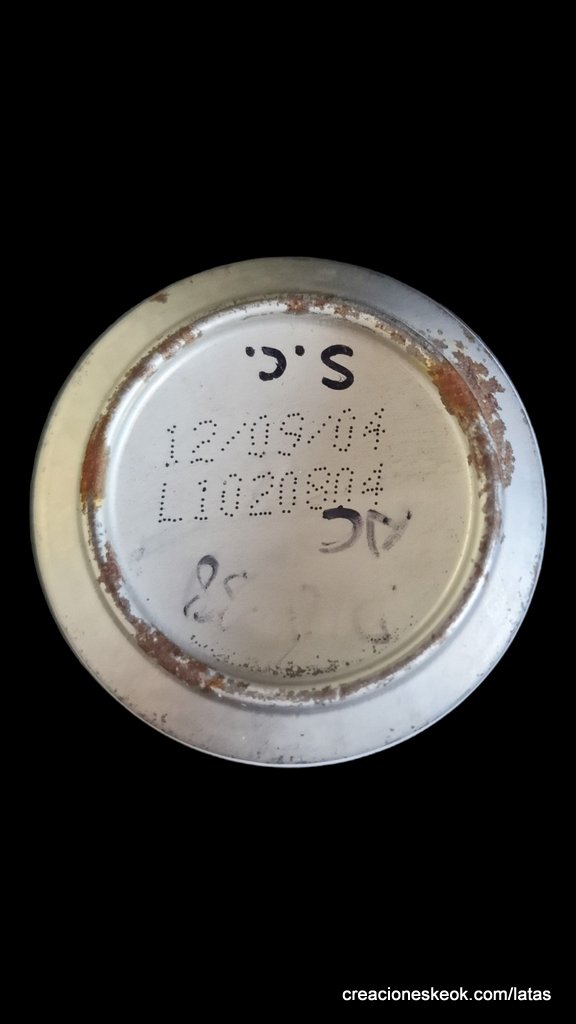 S.C.
12/09/04
L1020804
AC
creacioneskeok.com/latas